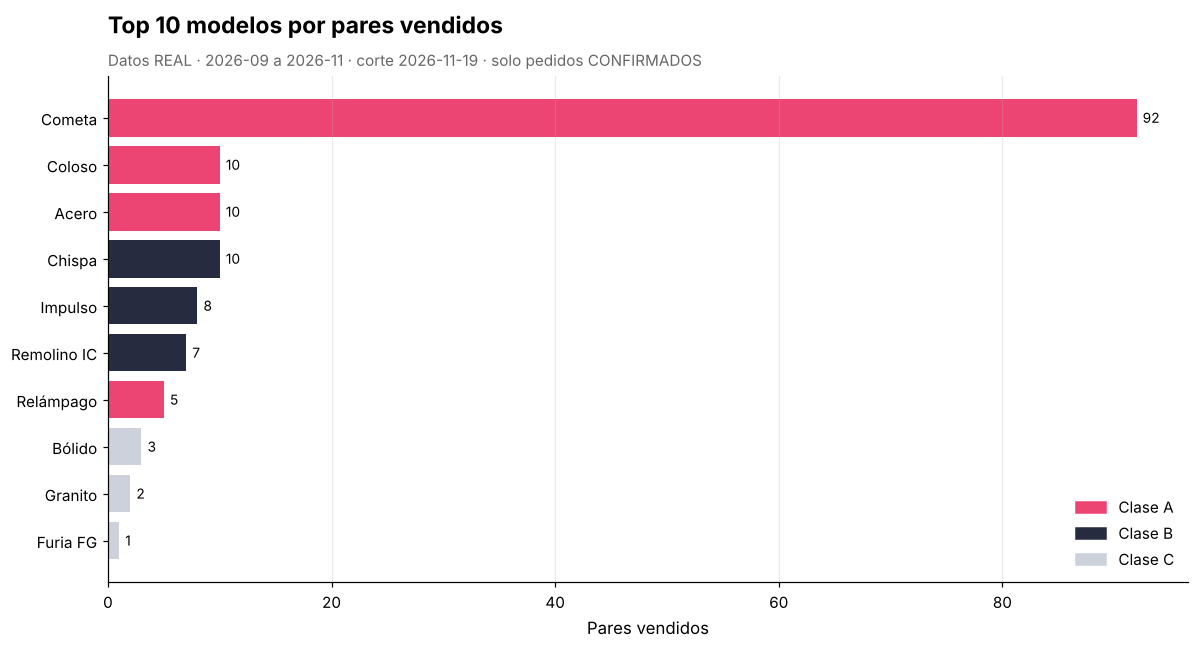 Top 10 modelos por pares vendidos
Datos REAL · 2026-09 a 2026-11 · corte 2026-11-19 · solo pedidos CONFIRMADOS
Cometa 92
Coloso 10
Acero 10
Chispa 10
Impulso 8
Remolino IC 7
Relámpago 5
Bólido 3
Granito 2
Furia FG 1
Clase A
Clase B
Clase C
0 20 40 60 80
Pares vendidos